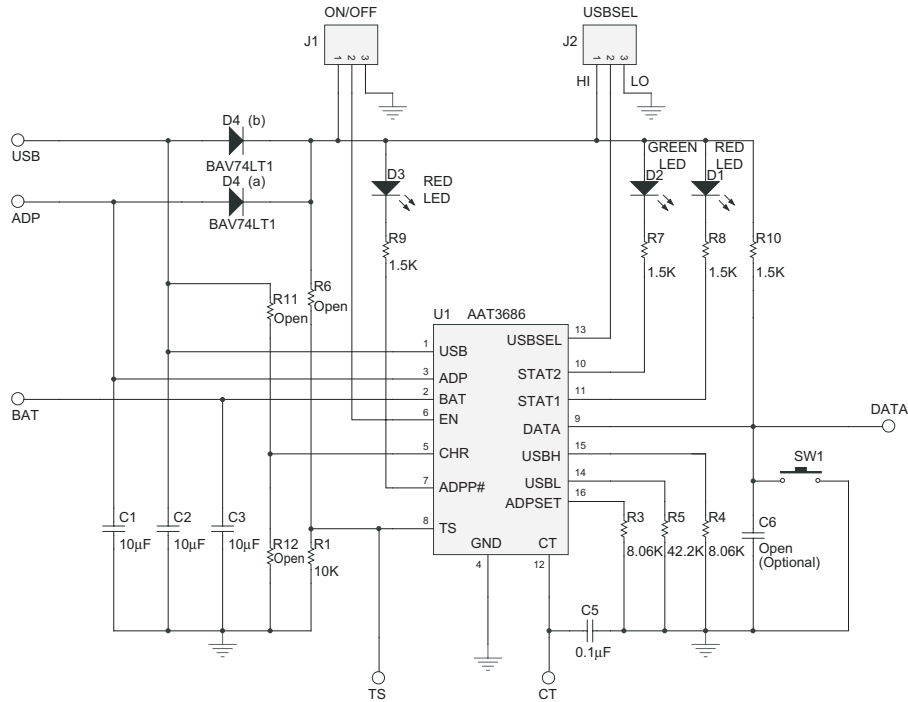 ON/OFF
USBSEL
J1
1 2 3
J2
1 2 3
HI
LO
D4 (b)
USB
BAV74LT1
GREEN
LED
RED
LED
D4 (a)
D3
RED
LED
D2
D1
ADP
BAV74LT1
R9
1.5K
R7
1.5K
R8
1.5K
R10
1.5K
R11
Open
R6
Open
U1 AAT3686
13
USBSEL
1
USB
10
STAT2
3
ADP
11
STAT1
2
BAT
BAT
9
DATA
DATA
6
EN
15
USBH
5
CHR
SW1
14
USBL
7
ADPP#
16
ADPSET
8
TS
C1
10µF
C2
10µF
C3
10µF
R12
Open
R1
10K
GND
4
CT
12
R3
8.06K
R5
42.2K
R4
8.06K
C6
Open
(Optional)
C5
0.1µF
TS
CT